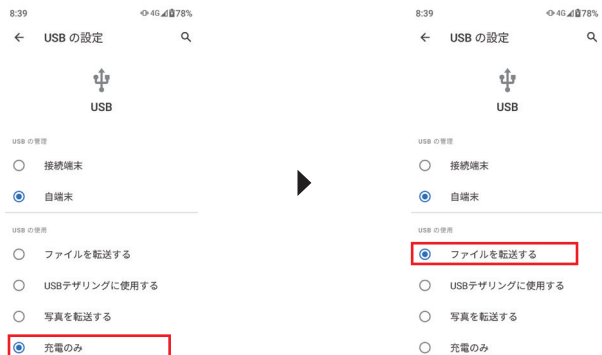 8:39
4G 78%
USB の設定
USB
USB の管理
接続端末
自端末
USB の使用
ファイルを転送する
USBテザリングに使用する
写真を転送する
充電のみ
8:39
4G 78%
USB の設定
USB
USB の管理
接続端末
自端末
USB の使用
ファイルを転送する
USBテザリングに使用する
写真を転送する
充電のみ